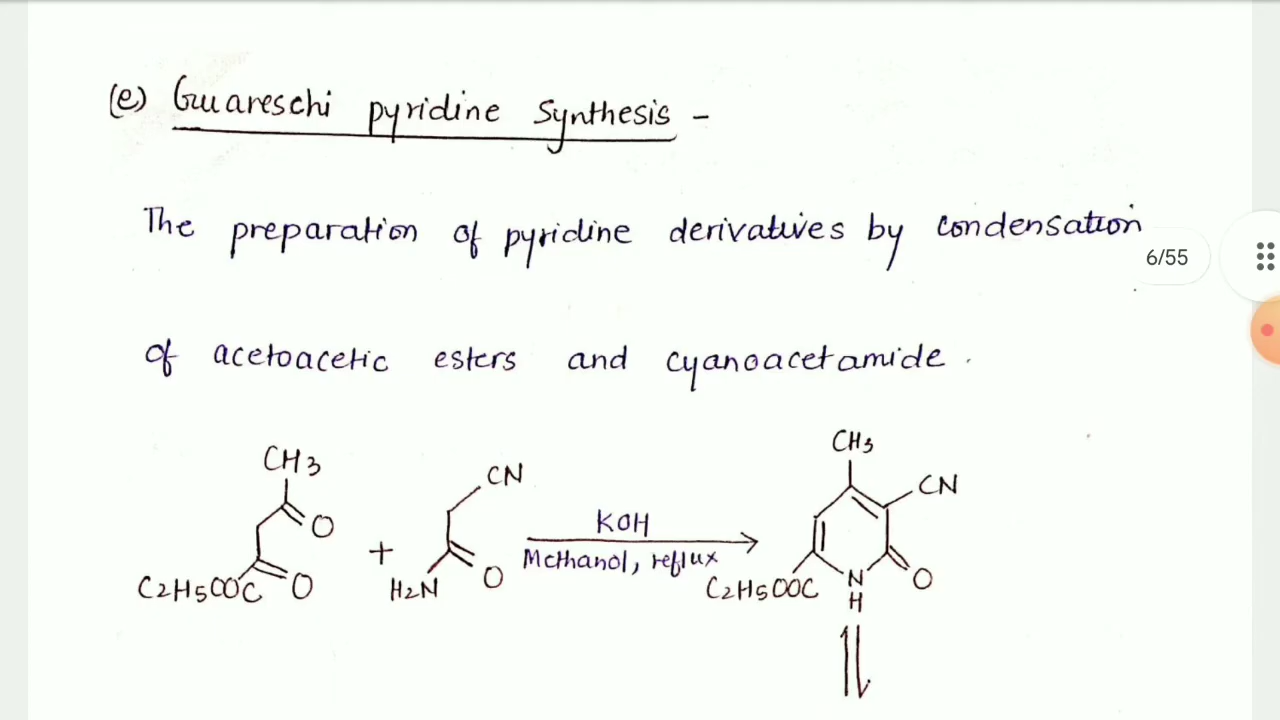 (e) Guareschi pyridine Synthesis -
The preparation of pyridine derivatives by condensation
6/55
of acetoacetic esters and cyanoacetamide .
CH3
O
C2H5OOC O
+
CN
H2N O
KOH
Methanol, reflux
CH3
CN
C2H5OOC N O
H